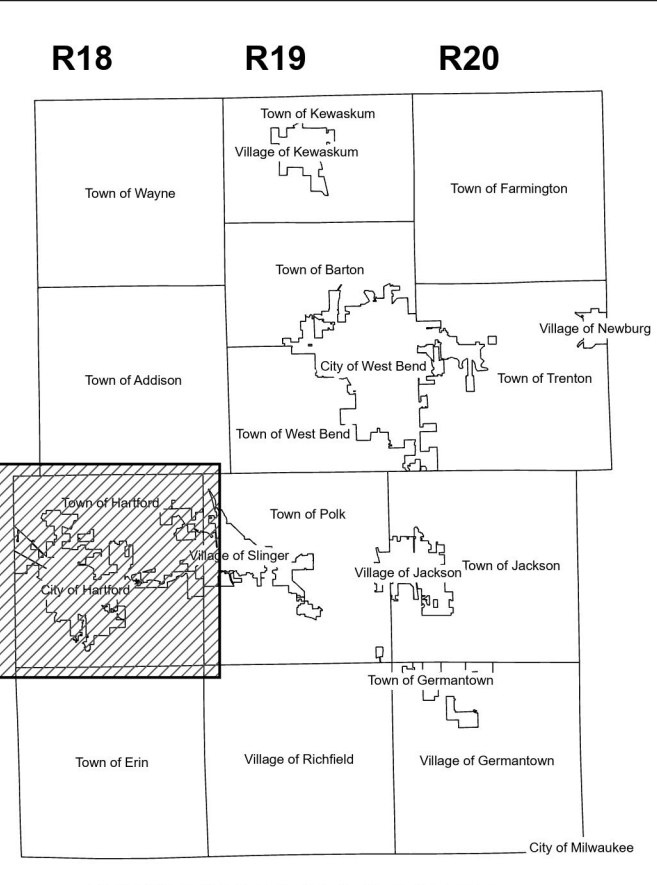 R18 R19 R20
Town of Kewaskum
Village of Kewaskum
Town of Wayne
Town of Farmington
Town of Barton
Village of Newburg
City of West Bend
Town of Addison
Town of Trenton
Town of West Bend
Town of Hartford
Town of Polk
Village of Slinger
Town of Jackson
Village of Jackson
City of Hartford
Town of Germantown
Town of Erin
Village of Richfield
Village of Germantown
City of Milwaukee